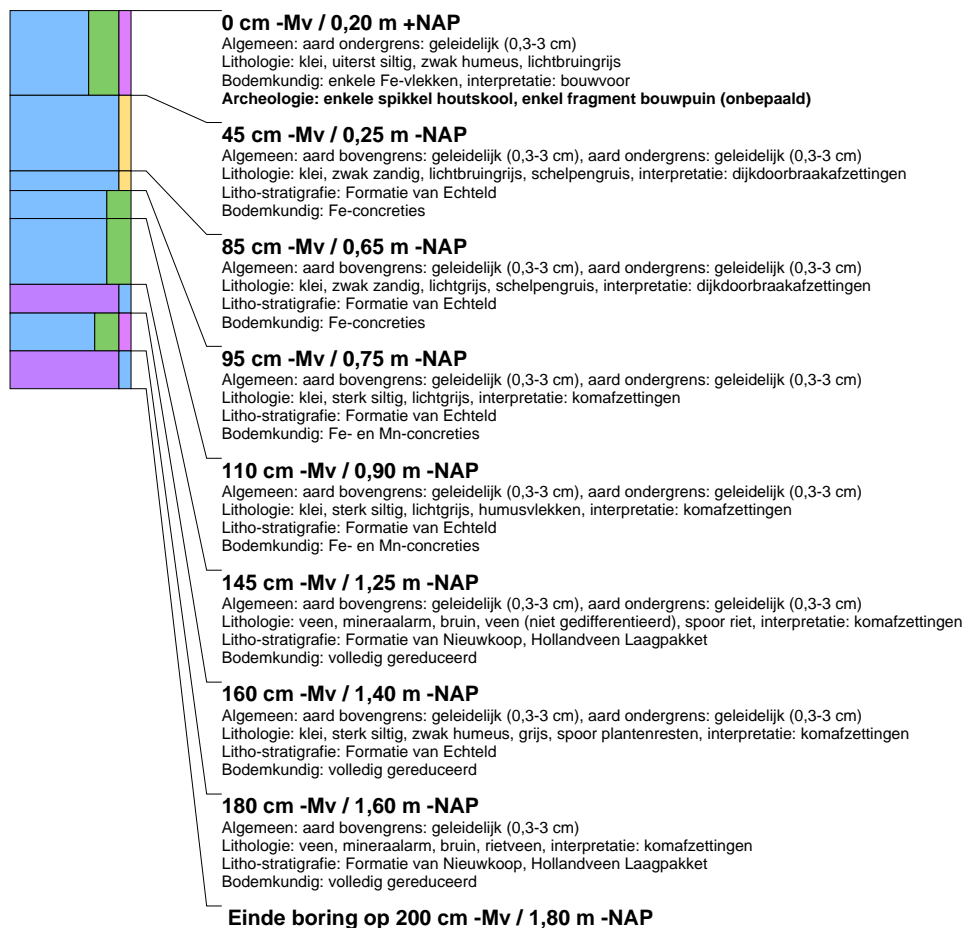 0 cm -Mv / 0,20 m +NAP
Algemeen: aard ondergrens: geleidelijk (0,3-3 cm)
Lithologie: klei, uiterst siltig, zwak humeus, lichtbruingrijs
Bodemkundig: enkele Fe-vlekken, interpretatie: bouwvoor
Archeologie: enkele spikkel houtskool, enkel fragment bouwpuin (onbepaald)
45 cm -Mv / 0,25 m -NAP
Algemeen: aard bovengrens: geleidelijk (0,3-3 cm), aard ondergrens: geleidelijk (0,3-3 cm)
Lithologie: klei, zwak zandig, lichtbruingrijs, schelpengruis, interpretatie: dijkdoorbraakafzettingen
Litho-stratigrafie: Formatie van Echteld
Bodemkundig: Fe-concreties
85 cm -Mv / 0,65 m -NAP
Algemeen: aard bovengrens: geleidelijk (0,3-3 cm), aard ondergrens: geleidelijk (0,3-3 cm)
Lithologie: klei, zwak zandig, lichtgrijs, schelpengruis, interpretatie: dijkdoorbraakafzettingen
Litho-stratigrafie: Formatie van Echteld
Bodemkundig: Fe-concreties
95 cm -Mv / 0,75 m -NAP
Algemeen: aard bovengrens: geleidelijk (0,3-3 cm), aard ondergrens: geleidelijk (0,3-3 cm)
Lithologie: klei, sterk siltig, lichtgrijs, interpretatie: komafzettingen
Litho-stratigrafie: Formatie van Echteld
Bodemkundig: Fe- en Mn-concreties
110 cm -Mv / 0,90 m -NAP
Algemeen: aard bovengrens: geleidelijk (0,3-3 cm), aard ondergrens: geleidelijk (0,3-3 cm)
Lithologie: klei, sterk siltig, lichtgrijs, humusvlekken, interpretatie: komafzettingen
Litho-stratigrafie: Formatie van Echteld
Bodemkundig: Fe- en Mn-concreties
145 cm -Mv / 1,25 m -NAP
Algemeen: aard bovengrens: geleidelijk (0,3-3 cm), aard ondergrens: geleidelijk (0,3-3 cm)
Lithologie: veen, mineraalarm, bruin, veen (niet gedifferentieerd), spoor riet, interpretatie: komafzettingen
Litho-stratigrafie: Formatie van Nieuwkoop, Hollandveen Laagpakket
Bodemkundig: volledig gereduceerd
160 cm -Mv / 1,40 m -NAP
Algemeen: aard bovengrens: geleidelijk (0,3-3 cm), aard ondergrens: geleidelijk (0,3-3 cm)
Lithologie: klei, sterk siltig, zwak humeus, grijs, spoor plantenresten, interpretatie: komafzettingen
Litho-stratigrafie: Formatie van Echteld
Bodemkundig: volledig gereduceerd
180 cm -Mv / 1,60 m -NAP
Algemeen: aard bovengrens: geleidelijk (0,3-3 cm)
Lithologie: veen, mineraalarm, bruin, rietveen, interpretatie: komafzettingen
Litho-stratigrafie: Formatie van Nieuwkoop, Hollandveen Laagpakket
Bodemkundig: volledig gereduceerd
Einde boring op 200 cm -Mv / 1,80 m -NAP